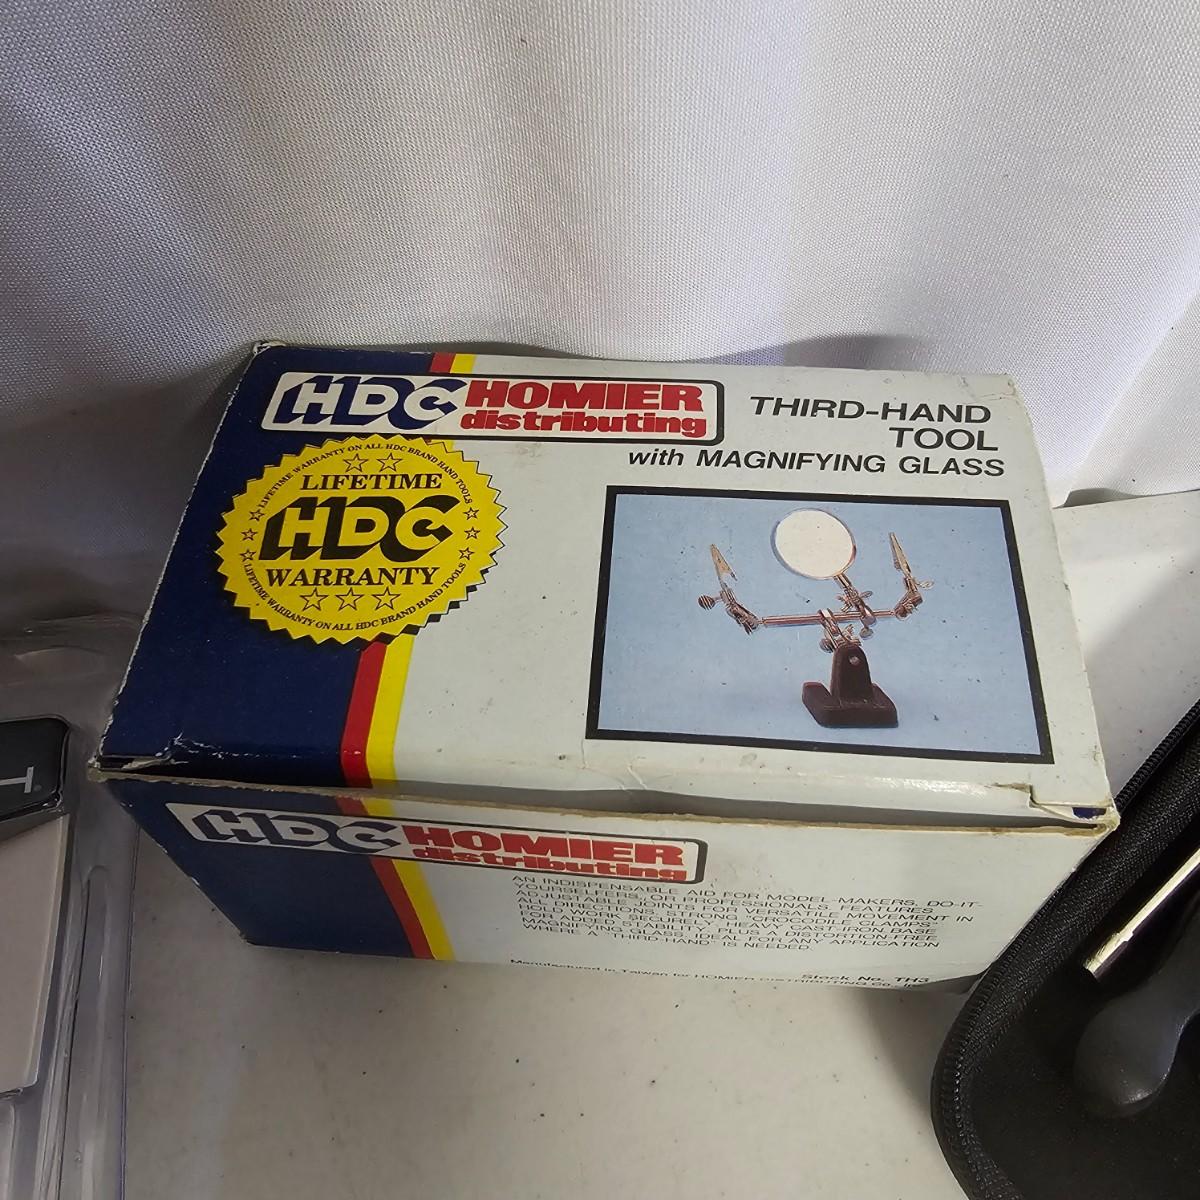 HDC HOMIER
distributing
THIRD-HAND
TOOL
with MAGNIFYING GLASS
LIFETIME WARRANTY ON ALL HDC BRAND HAND TOOLS
LIFETIME
HDC
WARRANTY
LIFETIME WARRANTY ON ALL HDC BRAND HAND TOOLS
HDC HOMIER
distributing
AN INDISPENSABLE AID FOR MODEL-MAKERS, DO-IT-
YOURSELFERS, OR PROFESSIONALS. FEATURES
ADJUSTABLE JOINTS FOR VERSATILE MOVEMENT IN
ALL DIRECTIONS, STRONG "CROCODILE CLAMPS"
HOLD WORK SECURELY, HEAVY CAST-IRON BASE
FOR ADDED STABILITY, PLUS A DISTORTION-FREE
MAGNIFYING GLASS. IDEAL FOR ANY APPLICATION
WHERE A "THIRD-HAND" IS NEEDED.
Stock No. TH3
Manufactured in Taiwan for HOMIER DISTRIBUTING Co.,
T